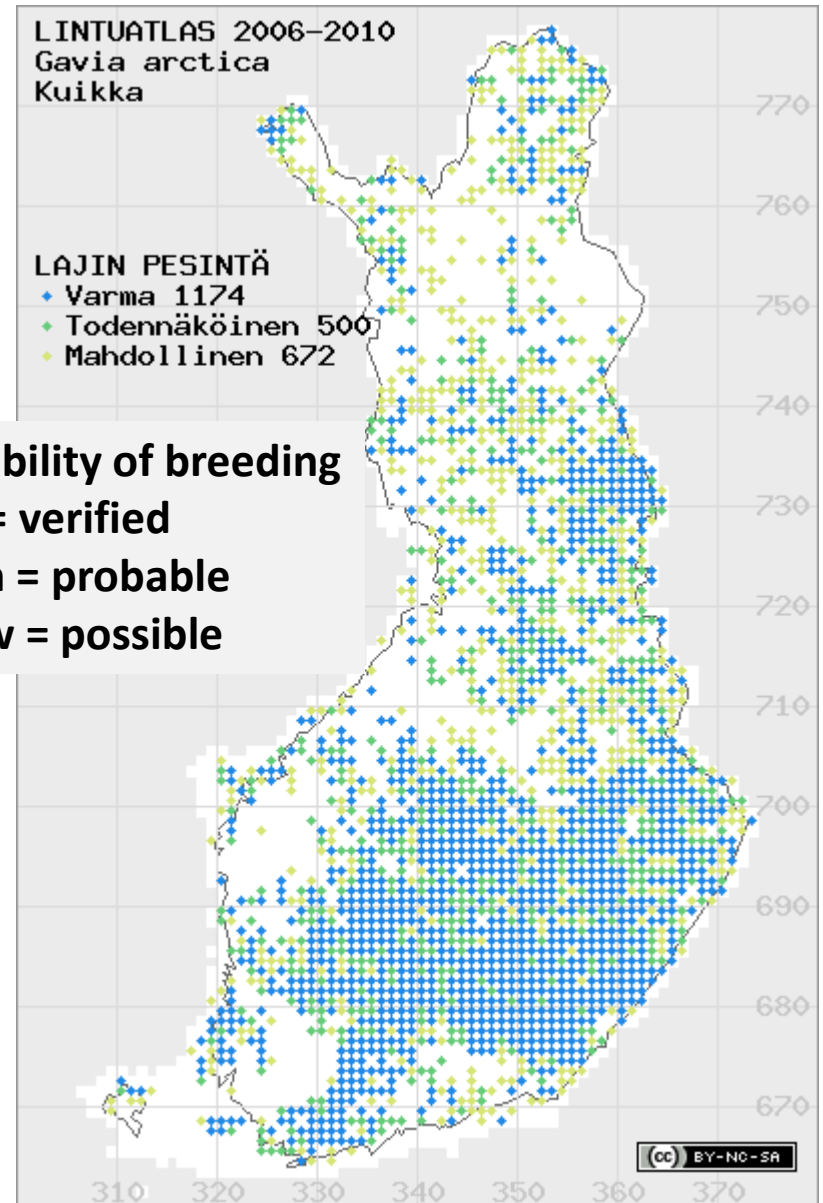 LINTUATLAS 2006–2010
Gavia arctica
Kuikka
LAJIN PESINTÄ
Varma 1174
Todennäköinen 500
Mahdollinen 672
bility of breeding
= verified
= probable
= possible
770
760
750
740
730
720
710
700
690
680
670
310 320 330 340 350 360 370
(cc) BY-NC-SA